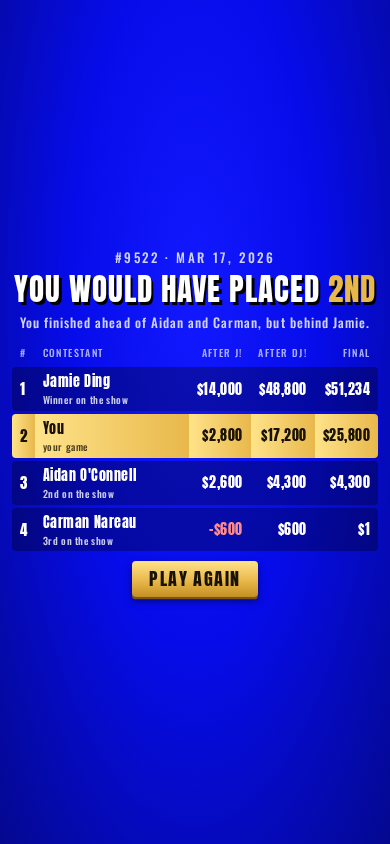 #9522 · MAR 17, 2026
YOU WOULD HAVE PLACED 2ND
You finished ahead of Aidan and Carman, but behind Jamie.
# CONTESTANT AFTER J! AFTER DJ! FINAL
1 Jamie Ding $14,000 $48,800 $51,234
Winner on the show
2 You $2,800 $17,200 $25,800
your game
3 Aidan O'Connell $2,600 $4,300 $4,300
2nd on the show
4 Carman Nareau -$600 $600 $1
3rd on the show
PLAY AGAIN